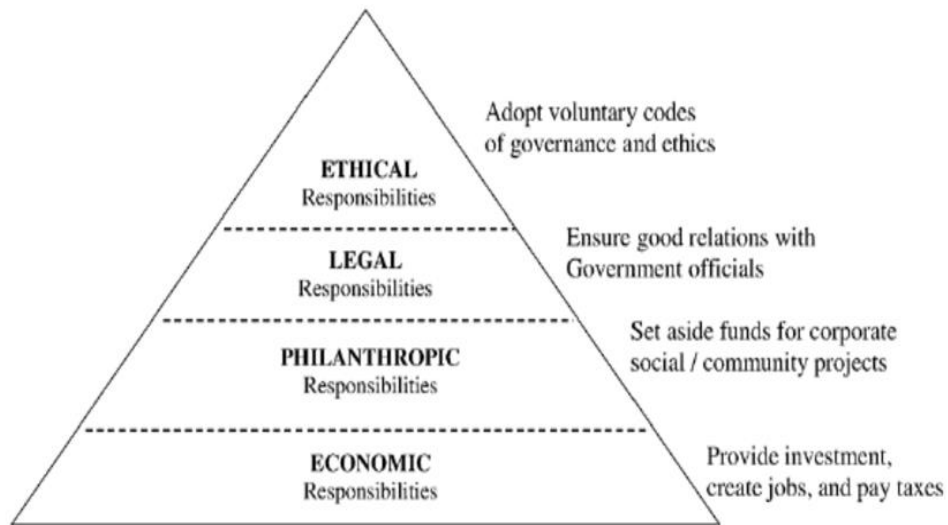 Adopt voluntary codes
of governance and ethics
ETHICAL
Responsibilities
Ensure good relations with
Government officials
LEGAL
Responsibilities
Set aside funds for corporate
social / community projects
PHILANTHROPIC
Responsibilities
Provide investment,
create jobs, and pay taxes
ECONOMIC
Responsibilities